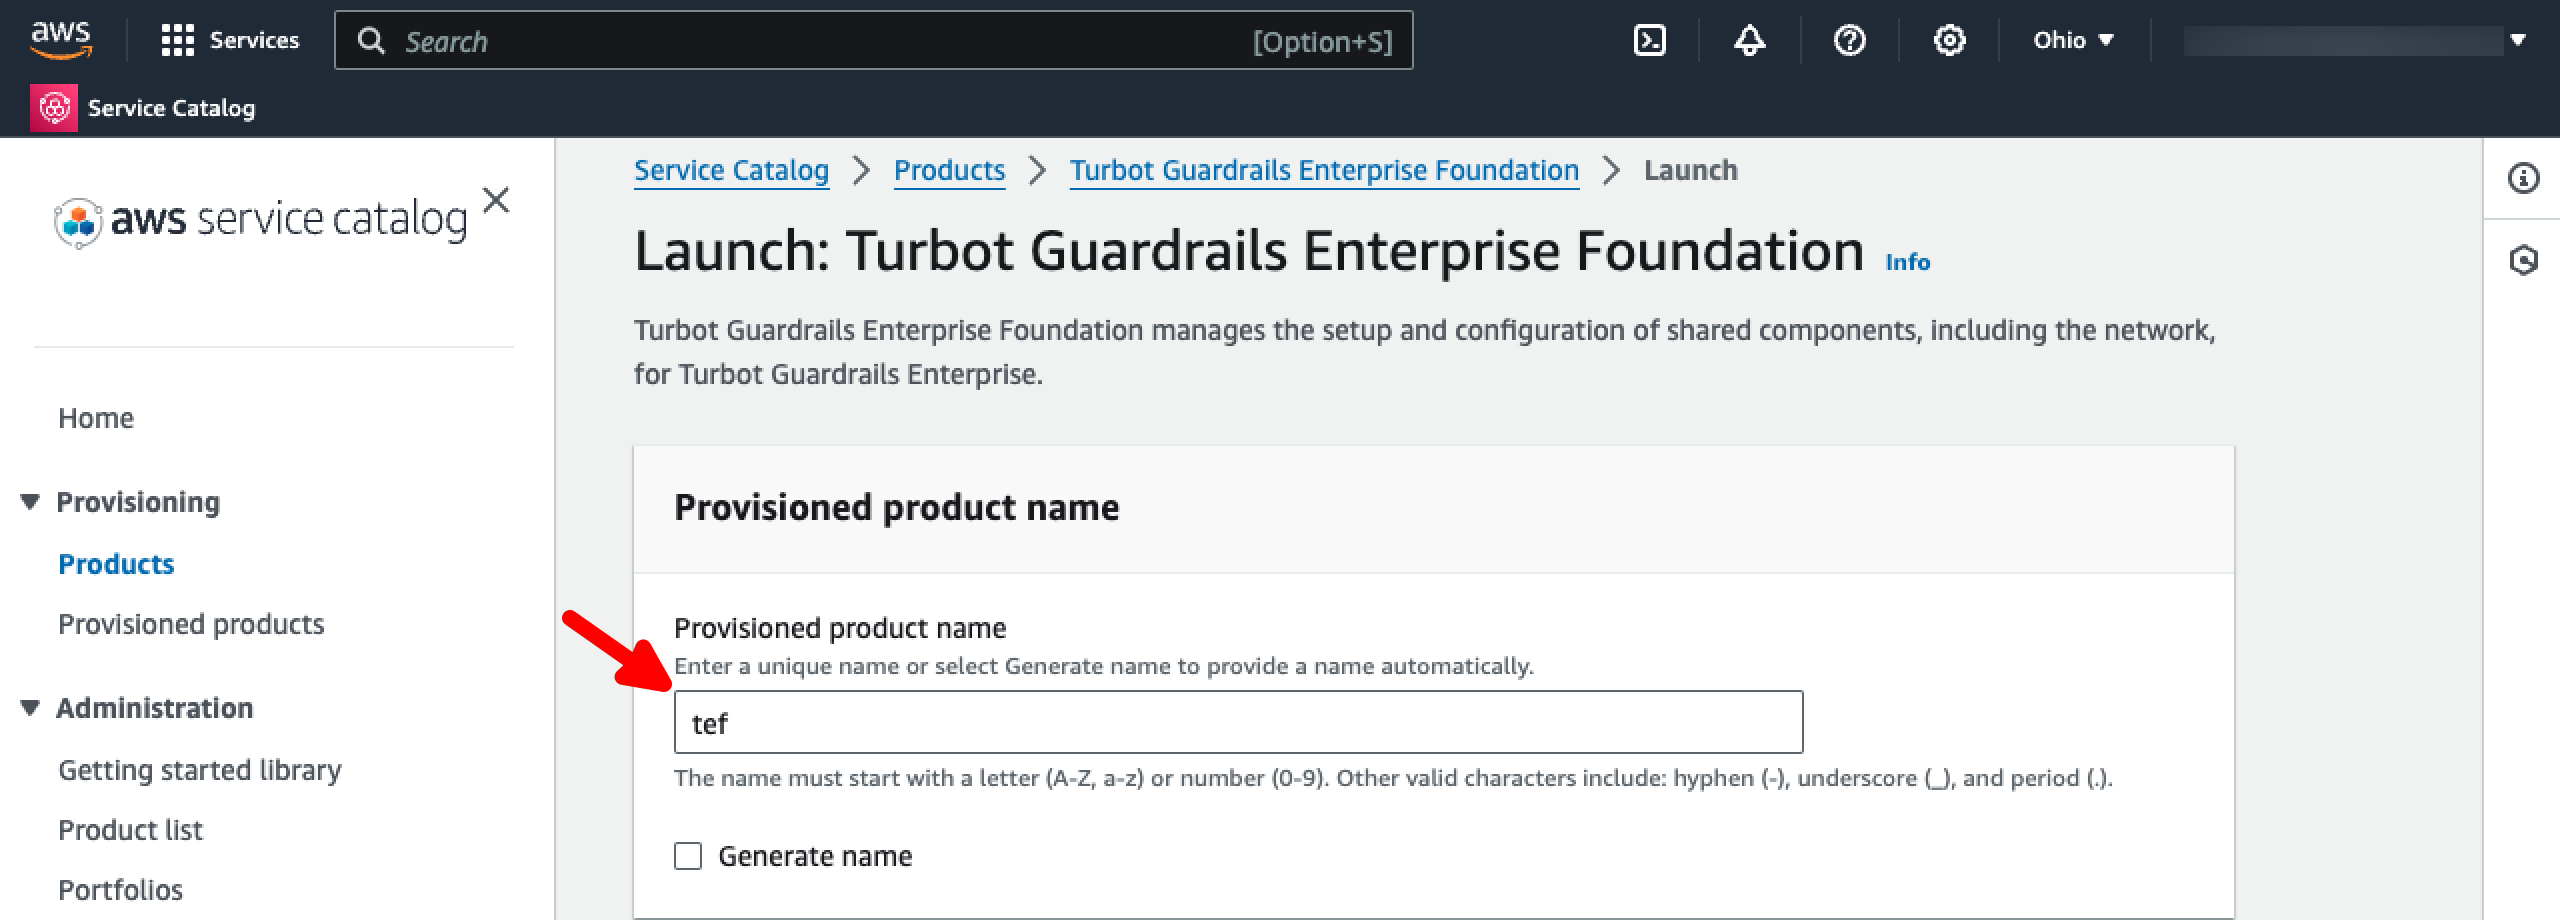 aws
Services
Search [Option+S]
Ohio
Service Catalog
aws service catalog
Home
Provisioning
Products
Provisioned products
Administration
Getting started library
Product list
Portfolios
Service Catalog > Products > Turbot Guardrails Enterprise Foundation > Launch
Launch: Turbot Guardrails Enterprise Foundation Info
Turbot Guardrails Enterprise Foundation manages the setup and configuration of shared components, including the network,
for Turbot Guardrails Enterprise.
Provisioned product name
Provisioned product name
Enter a unique name or select Generate name to provide a name automatically.
tef
The name must start with a letter (A-Z, a-z) or number (0-9). Other valid characters include: hyphen (-), underscore (_), and period (.).
Generate name